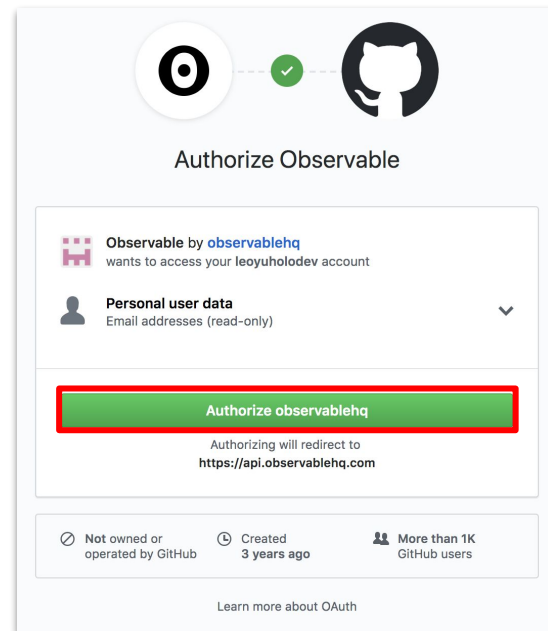 Authorize Observable
Observable by observablehq
wants to access your leoyuholodev account
Personal user data
Email addresses (read-only)
Authorize observablehq
Authorizing will redirect to
https://api.observablehq.com
Not owned or
operated by GitHub
Created
3 years ago
More than 1K
GitHub users
Learn more about OAuth